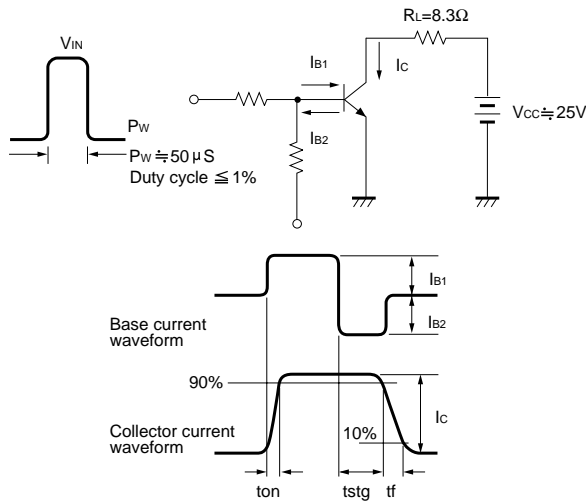 RL=8.3Ω
VIN
IB1
IC
PW
IB2
VCC≒25V
PW≒50μS
Duty cycle ≦ 1%
IB1
Base current
waveform
IB2
90%
IC
Collector current
waveform
10%
ton
tstg
tf